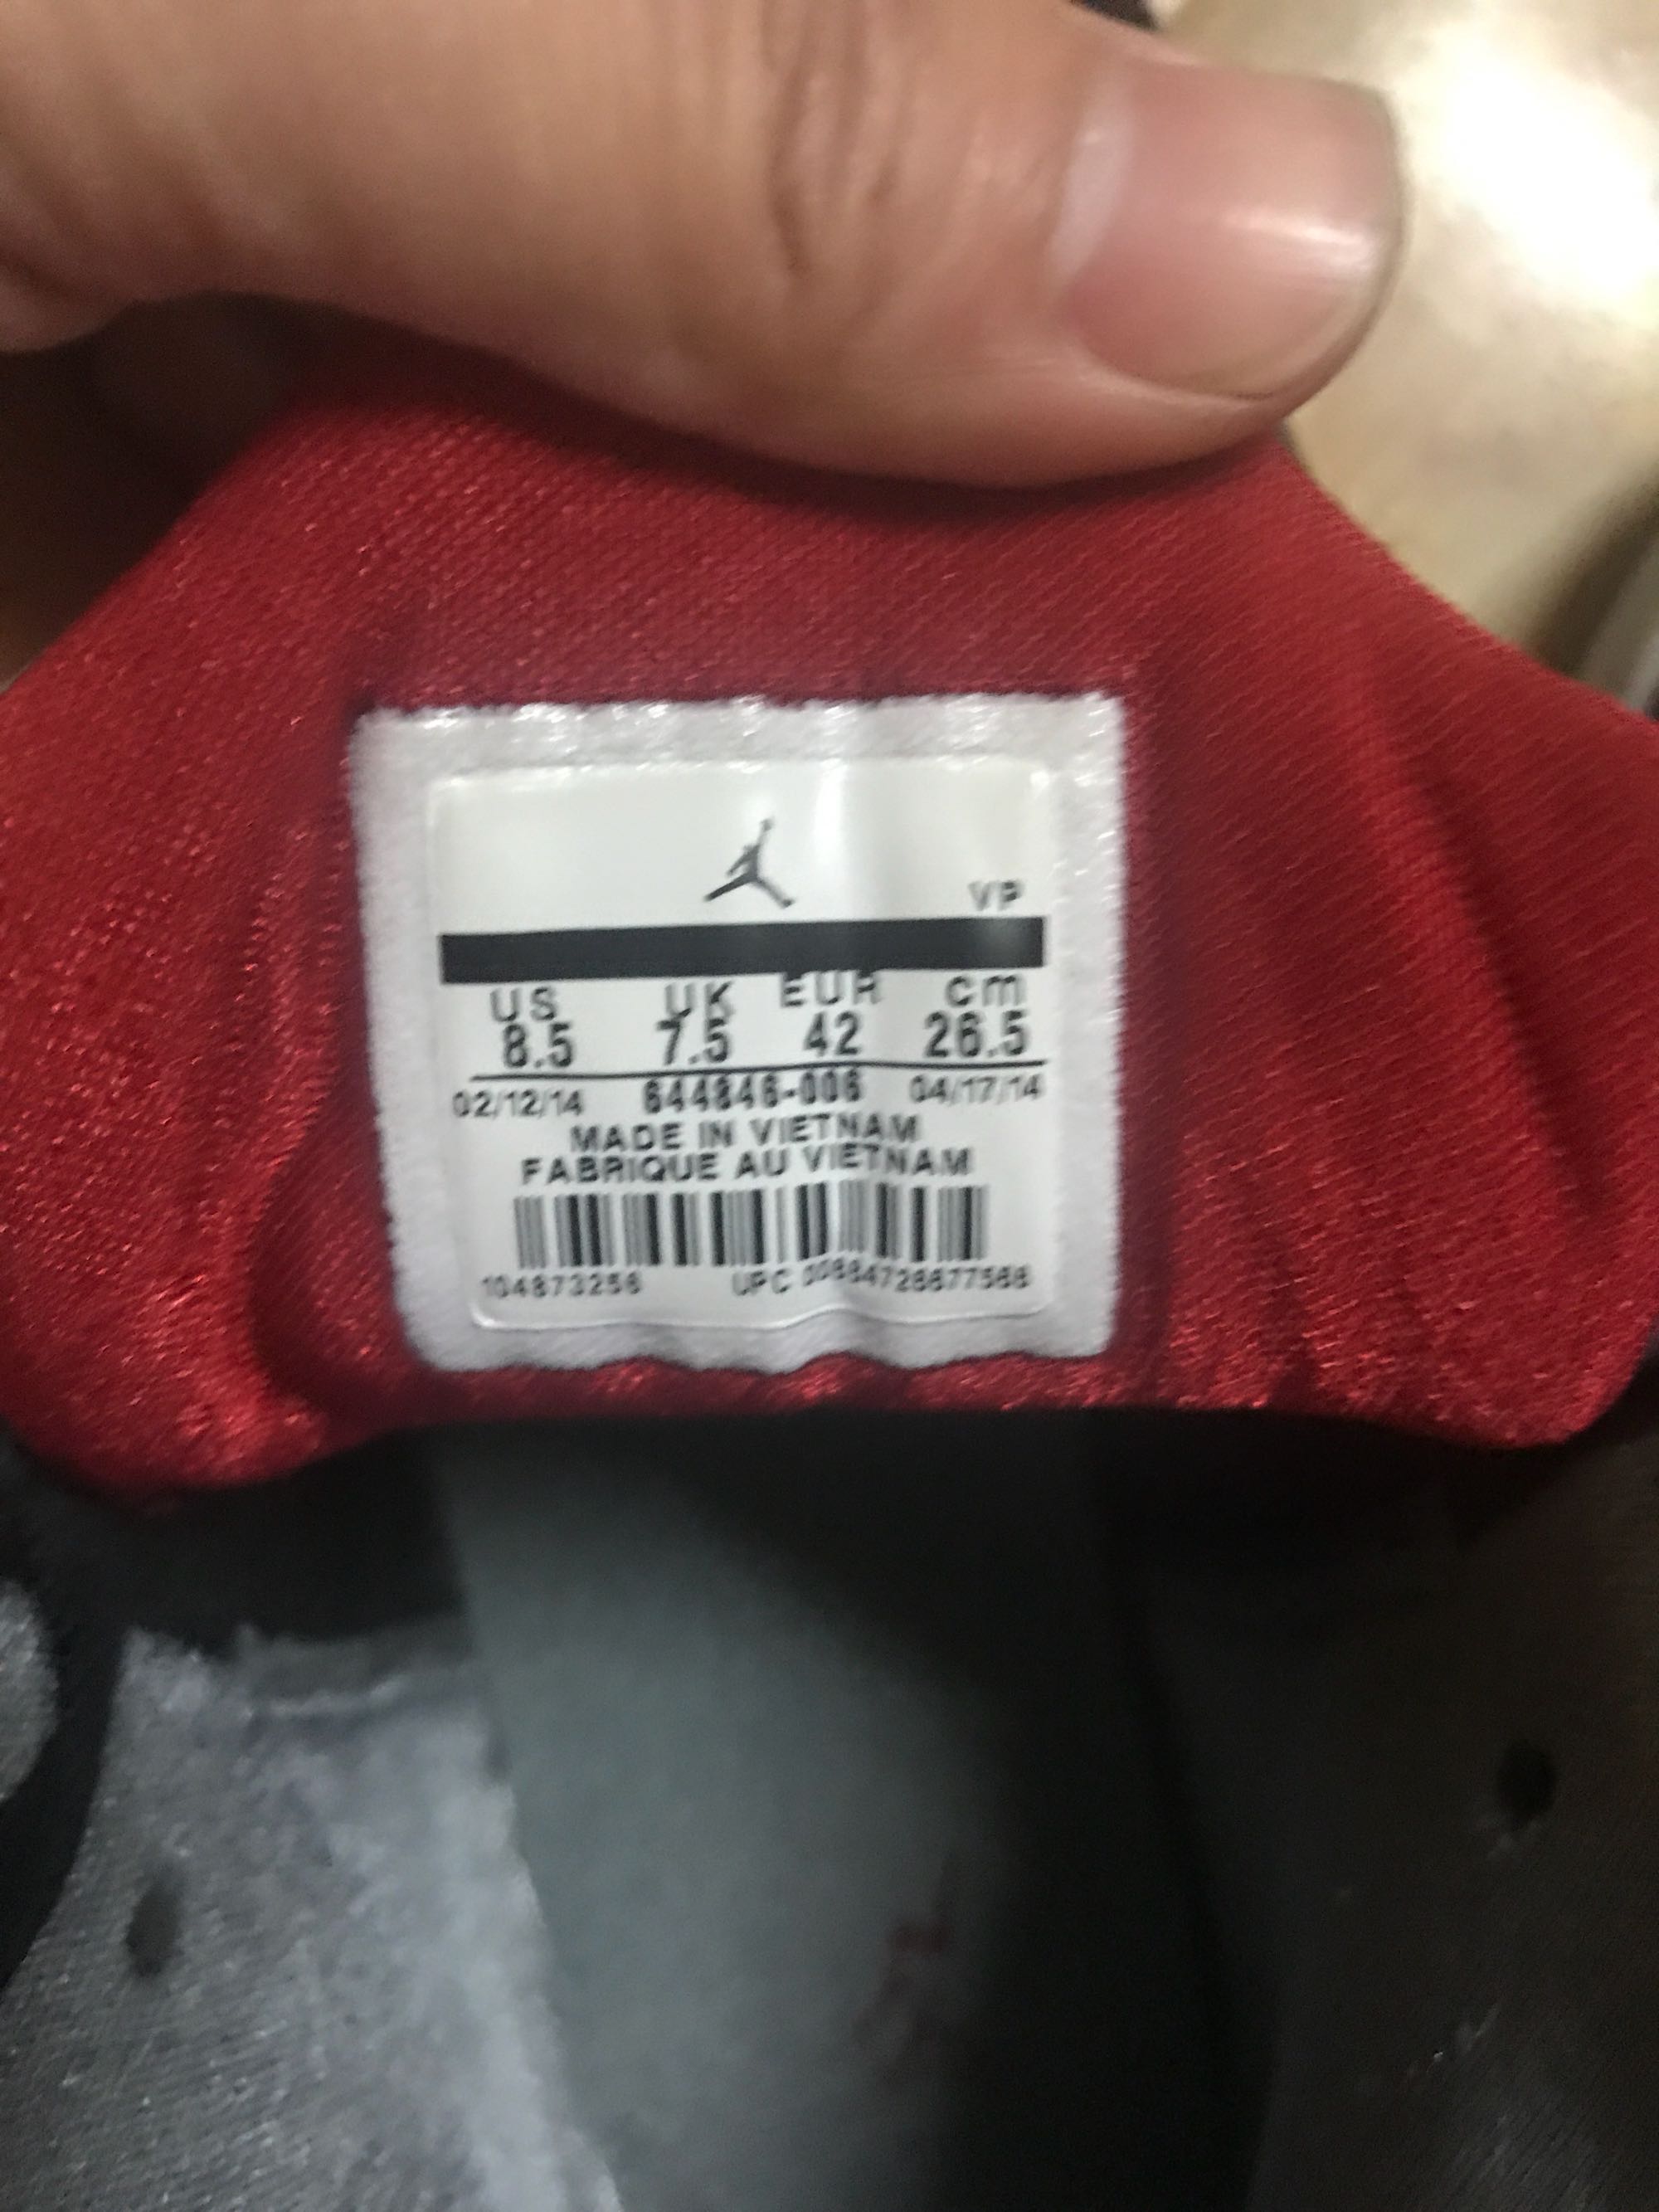 VP
US UK EUR cm
8.5 7.5 42 26.5
02/12/14 644846-006 04/17/14
MADE IN VIETNAM
FABRIQUE AU VIETNAM
104873256 UPC 00884726677568